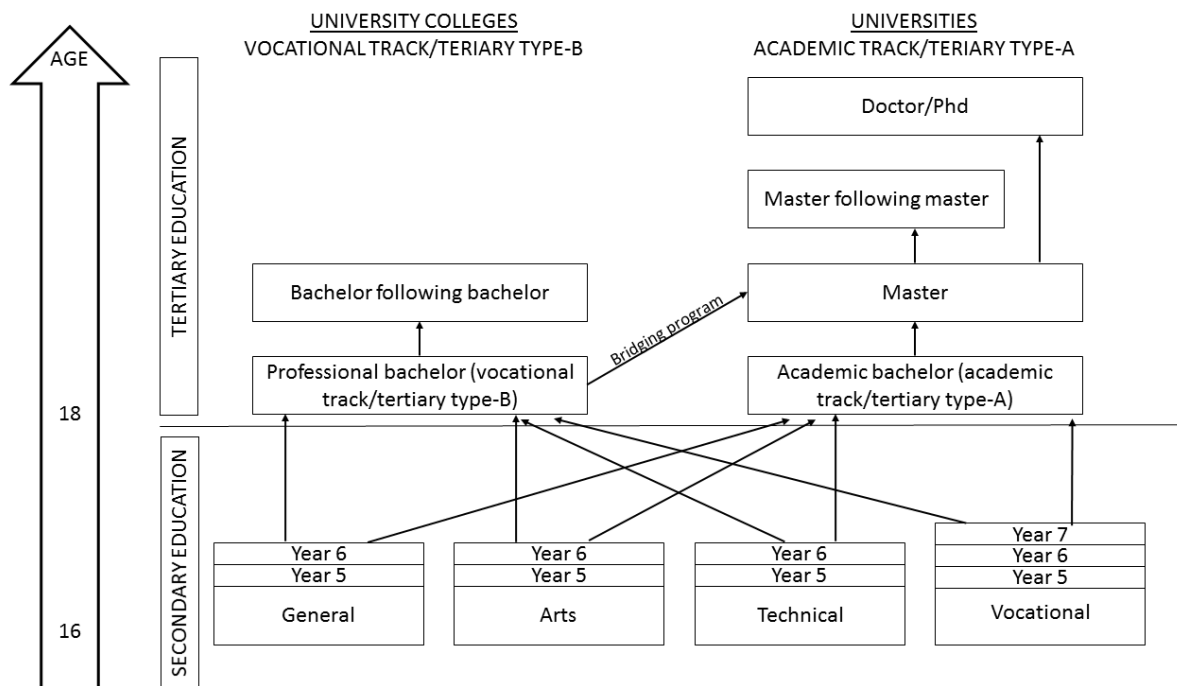 UNIVERSITY COLLEGES
VOCATIONAL TRACK/TERIARY TYPE-B
UNIVERSITIES
ACADEMIC TRACK/TERIARY TYPE-A
AGE
TERTIARY EDUCATION
Doctor/Phd
Master following master
Bachelor following bachelor
Bridging program
Master
Professional bachelor (vocational
track/tertiary type-B)
Academic bachelor (academic
track/tertiary type-A)
18
SECONDARY EDUCATION
Year 6
Year 5
General
Year 6
Year 5
Arts
Year 6
Year 5
Technical
Year 7
Year 6
Year 5
Vocational
16